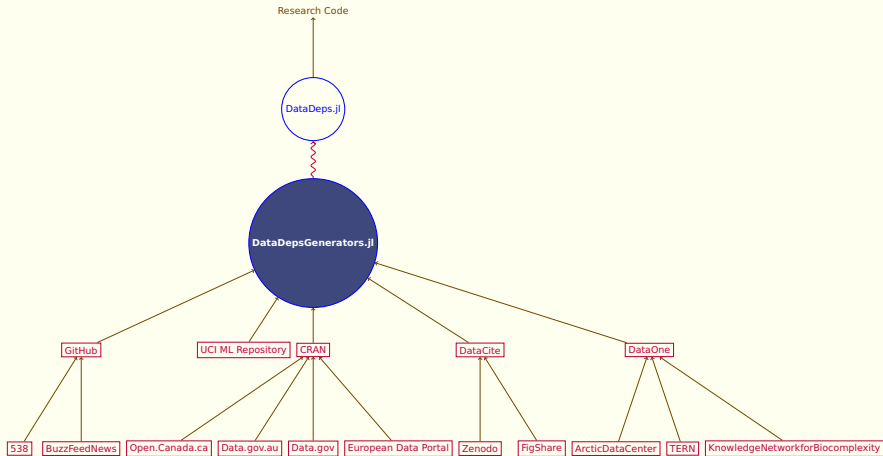 Research Code
DataDeps.jl
DataDepsGenerators.jl
GitHub
UCI ML Repository
CRAN
DataCite
DataOne
538
BuzzFeedNews
Open.Canada.ca
Data.gov.au
Data.gov
European Data Portal
Zenodo
FigShare
ArcticDataCenter
TERN
KnowledgeNetworkforBiocomplexity